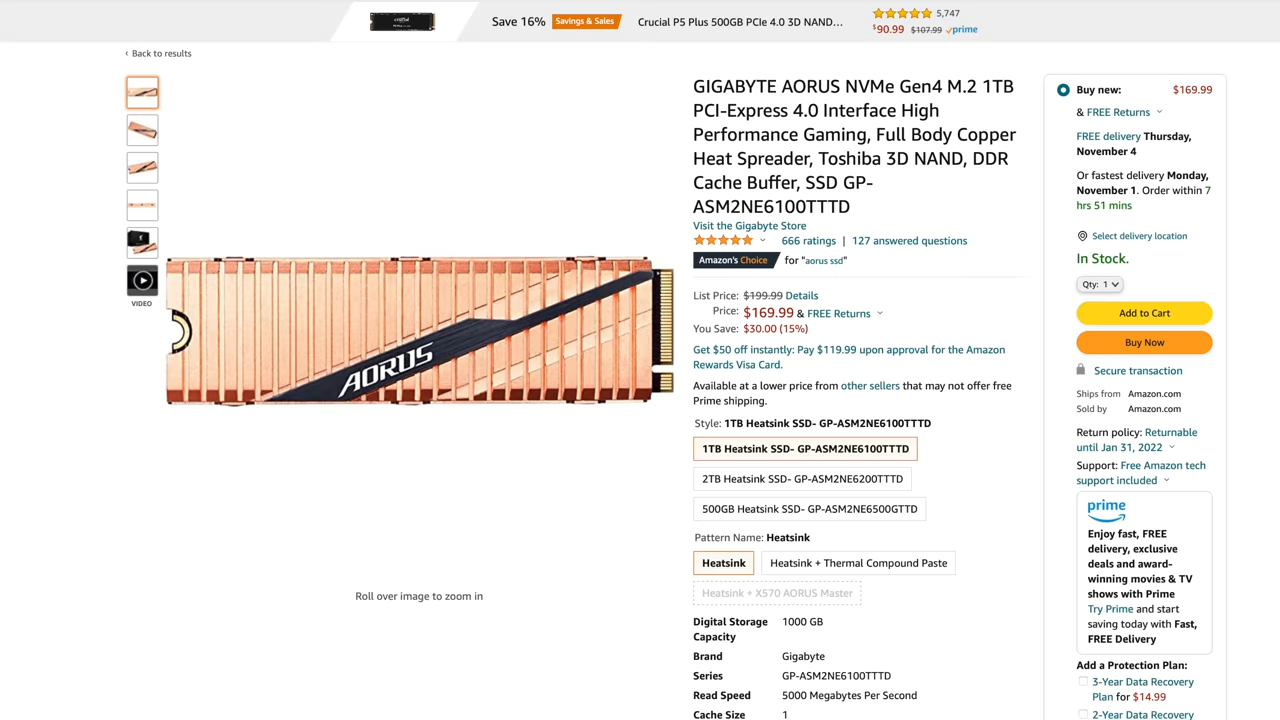 crucial
Save 16% Savings & Sales Crucial P5 Plus 500GB PCIe 4.0 3D NAND… 5,747
$90.99 $107.99 prime
‹ Back to results
VIDEO
AORUS
Roll over image to zoom in
GIGABYTE AORUS NVMe Gen4 M.2 1TB
PCI-Express 4.0 Interface High
Performance Gaming, Full Body Copper
Heat Spreader, Toshiba 3D NAND, DDR
Cache Buffer, SSD GP-
ASM2NE6100TTTD
Visit the Gigabyte Store
666 ratings | 127 answered questions
Amazon's Choice for "aorus ssd"
List Price: $199.99 Details
Price: $169.99 & FREE Returns
You Save: $30.00 (15%)
Get $50 off instantly: Pay $119.99 upon approval for the Amazon
Rewards Visa Card.
Available at a lower price from other sellers that may not offer free
Prime shipping.
Style: 1TB Heatsink SSD- GP-ASM2NE6100TTTD
1TB Heatsink SSD- GP-ASM2NE6100TTTD
2TB Heatsink SSD- GP-ASM2NE6200TTTD
500GB Heatsink SSD- GP-ASM2NE6500GTTD
Pattern Name: Heatsink
Heatsink Heatsink + Thermal Compound Paste
Heatsink + X570 AORUS Master
Digital Storage 1000 GB
Capacity
Brand Gigabyte
Series GP-ASM2NE6100TTTD
Read Speed 5000 Megabytes Per Second
Cache Size 1
Buy new: $169.99
& FREE Returns
FREE delivery Thursday,
November 4
Or fastest delivery Monday,
November 1. Order within 7
hrs 51 mins
Select delivery location
In Stock.
Qty: 1
Add to Cart
Buy Now
Secure transaction
Ships from Amazon.com
Sold by Amazon.com
Return policy: Returnable
until Jan 31, 2022
Support: Free Amazon tech
support included
prime
Enjoy fast, FREE
delivery, exclusive
deals and award-
winning movies & TV
shows with Prime
Try Prime and start
saving today with Fast,
FREE Delivery
Add a Protection Plan:
3-Year Data Recovery
Plan for $14.99
2-Year Data Recovery